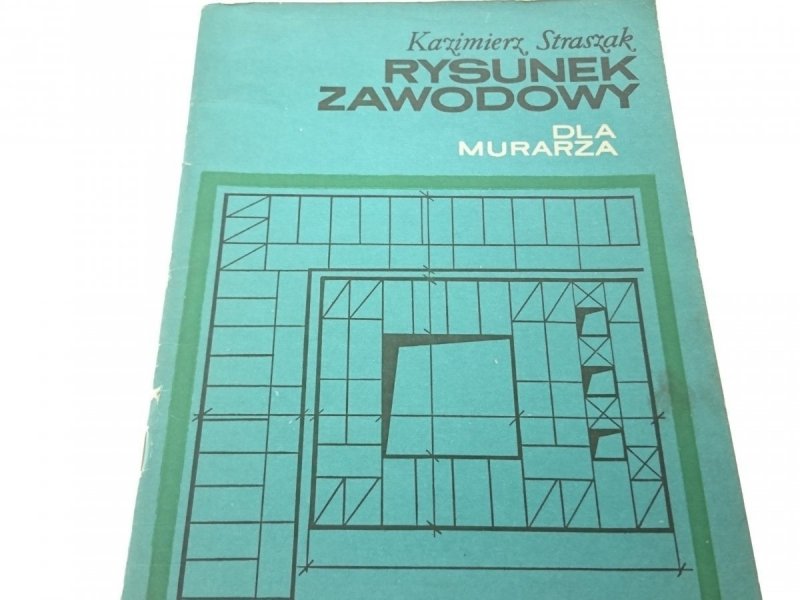 Kazimierz Straszak
RYSUNEK
ZAWODOWY
DLA
MURARZA